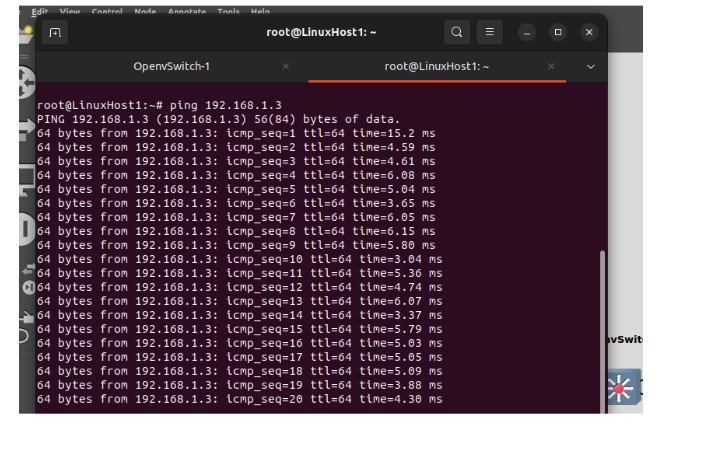 Edit View Control Node Annotate Tools Help
root@LinuxHost1: ~
OpenvSwitch-1 × root@LinuxHost1: ~ ×
root@LinuxHost1:~# ping 192.168.1.3
PING 192.168.1.3 (192.168.1.3) 56(84) bytes of data.
64 bytes from 192.168.1.3: icmp_seq=1 ttl=64 time=15.2 ms
64 bytes from 192.168.1.3: icmp_seq=2 ttl=64 time=4.59 ms
64 bytes from 192.168.1.3: icmp_seq=3 ttl=64 time=4.61 ms
64 bytes from 192.168.1.3: icmp_seq=4 ttl=64 time=6.08 ms
64 bytes from 192.168.1.3: icmp_seq=5 ttl=64 time=5.04 ms
64 bytes from 192.168.1.3: icmp_seq=6 ttl=64 time=3.65 ms
64 bytes from 192.168.1.3: icmp_seq=7 ttl=64 time=6.05 ms
64 bytes from 192.168.1.3: icmp_seq=8 ttl=64 time=6.15 ms
64 bytes from 192.168.1.3: icmp_seq=9 ttl=64 time=5.80 ms
64 bytes from 192.168.1.3: icmp_seq=10 ttl=64 time=3.04 ms
64 bytes from 192.168.1.3: icmp_seq=11 ttl=64 time=5.36 ms
64 bytes from 192.168.1.3: icmp_seq=12 ttl=64 time=4.74 ms
64 bytes from 192.168.1.3: icmp_seq=13 ttl=64 time=6.07 ms
64 bytes from 192.168.1.3: icmp_seq=14 ttl=64 time=3.37 ms
64 bytes from 192.168.1.3: icmp_seq=15 ttl=64 time=5.79 ms
64 bytes from 192.168.1.3: icmp_seq=16 ttl=64 time=5.03 ms
64 bytes from 192.168.1.3: icmp_seq=17 ttl=64 time=5.05 ms
64 bytes from 192.168.1.3: icmp_seq=18 ttl=64 time=5.09 ms
64 bytes from 192.168.1.3: icmp_seq=19 ttl=64 time=3.88 ms
64 bytes from 192.168.1.3: icmp_seq=20 ttl=64 time=4.30 ms